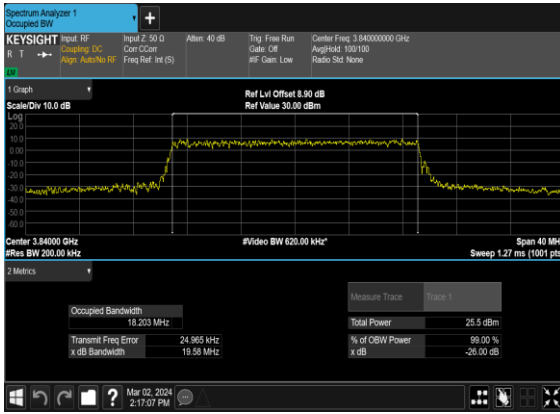 Spectrum Analyzer 1
Occupied BW
+
KEYSIGHT Input: RF Input Z: 50 Ω Atten: 40 dB Trig: Free Run Center Freq: 3.840000000 GHz
R T Coupling: DC Corr CCorr Gate: Off Avg|Hold: 100/100
Align: Auto/No RF Freq Ref: Int (S) #IF Gain: Low Radio Std: None
LXI
1 Graph
Ref Lvl Offset 8.90 dB
Scale/Div 10.0 dB Ref Value 30.00 dBm
Log
20.0
10.0
0.00
-10.0
-20.0
-30.0
-40.0
-50.0
-60.0
Center 3.84000 GHz #Video BW 620.00 kHz* Span 40 MH
#Res BW 200.00 kHz Sweep 1.27 ms (1001 pts
2 Metrics
Measure Trace Trace 1
Occupied Bandwidth
18.203 MHz Total Power 25.5 dBm
Transmit Freq Error 24.965 kHz % of OBW Power 99.00 %
x dB Bandwidth 19.58 MHz x dB -26.00 dB
? Mar 02, 2024
2:17:07 PM